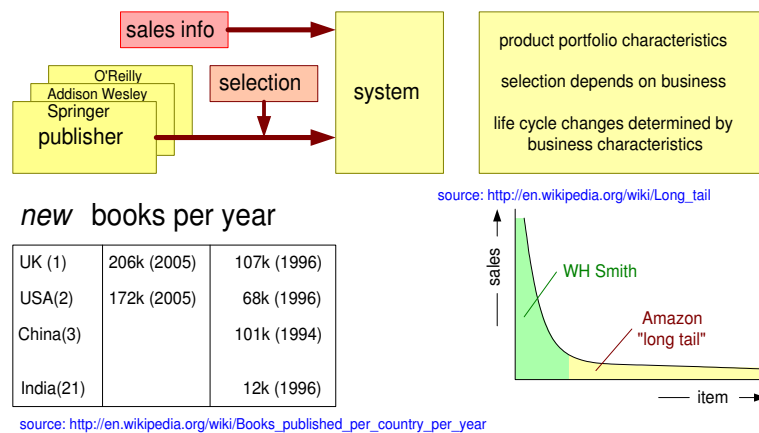 sales info
O'Reilly
Addison Wesley
Springer
publisher
selection
system
product portfolio characteristics
selection depends on business
life cycle changes determined by
business characteristics
source: http://en.wikipedia.org/wiki/Long_tail
new books per year
UK (1) 206k (2005) 107k (1996)
USA(2) 172k (2005) 68k (1996)
China(3) 101k (1994)
India(21) 12k (1996)
source: http://en.wikipedia.org/wiki/Books_published_per_country_per_year
sales
WH Smith
Amazon
"long tail"
item